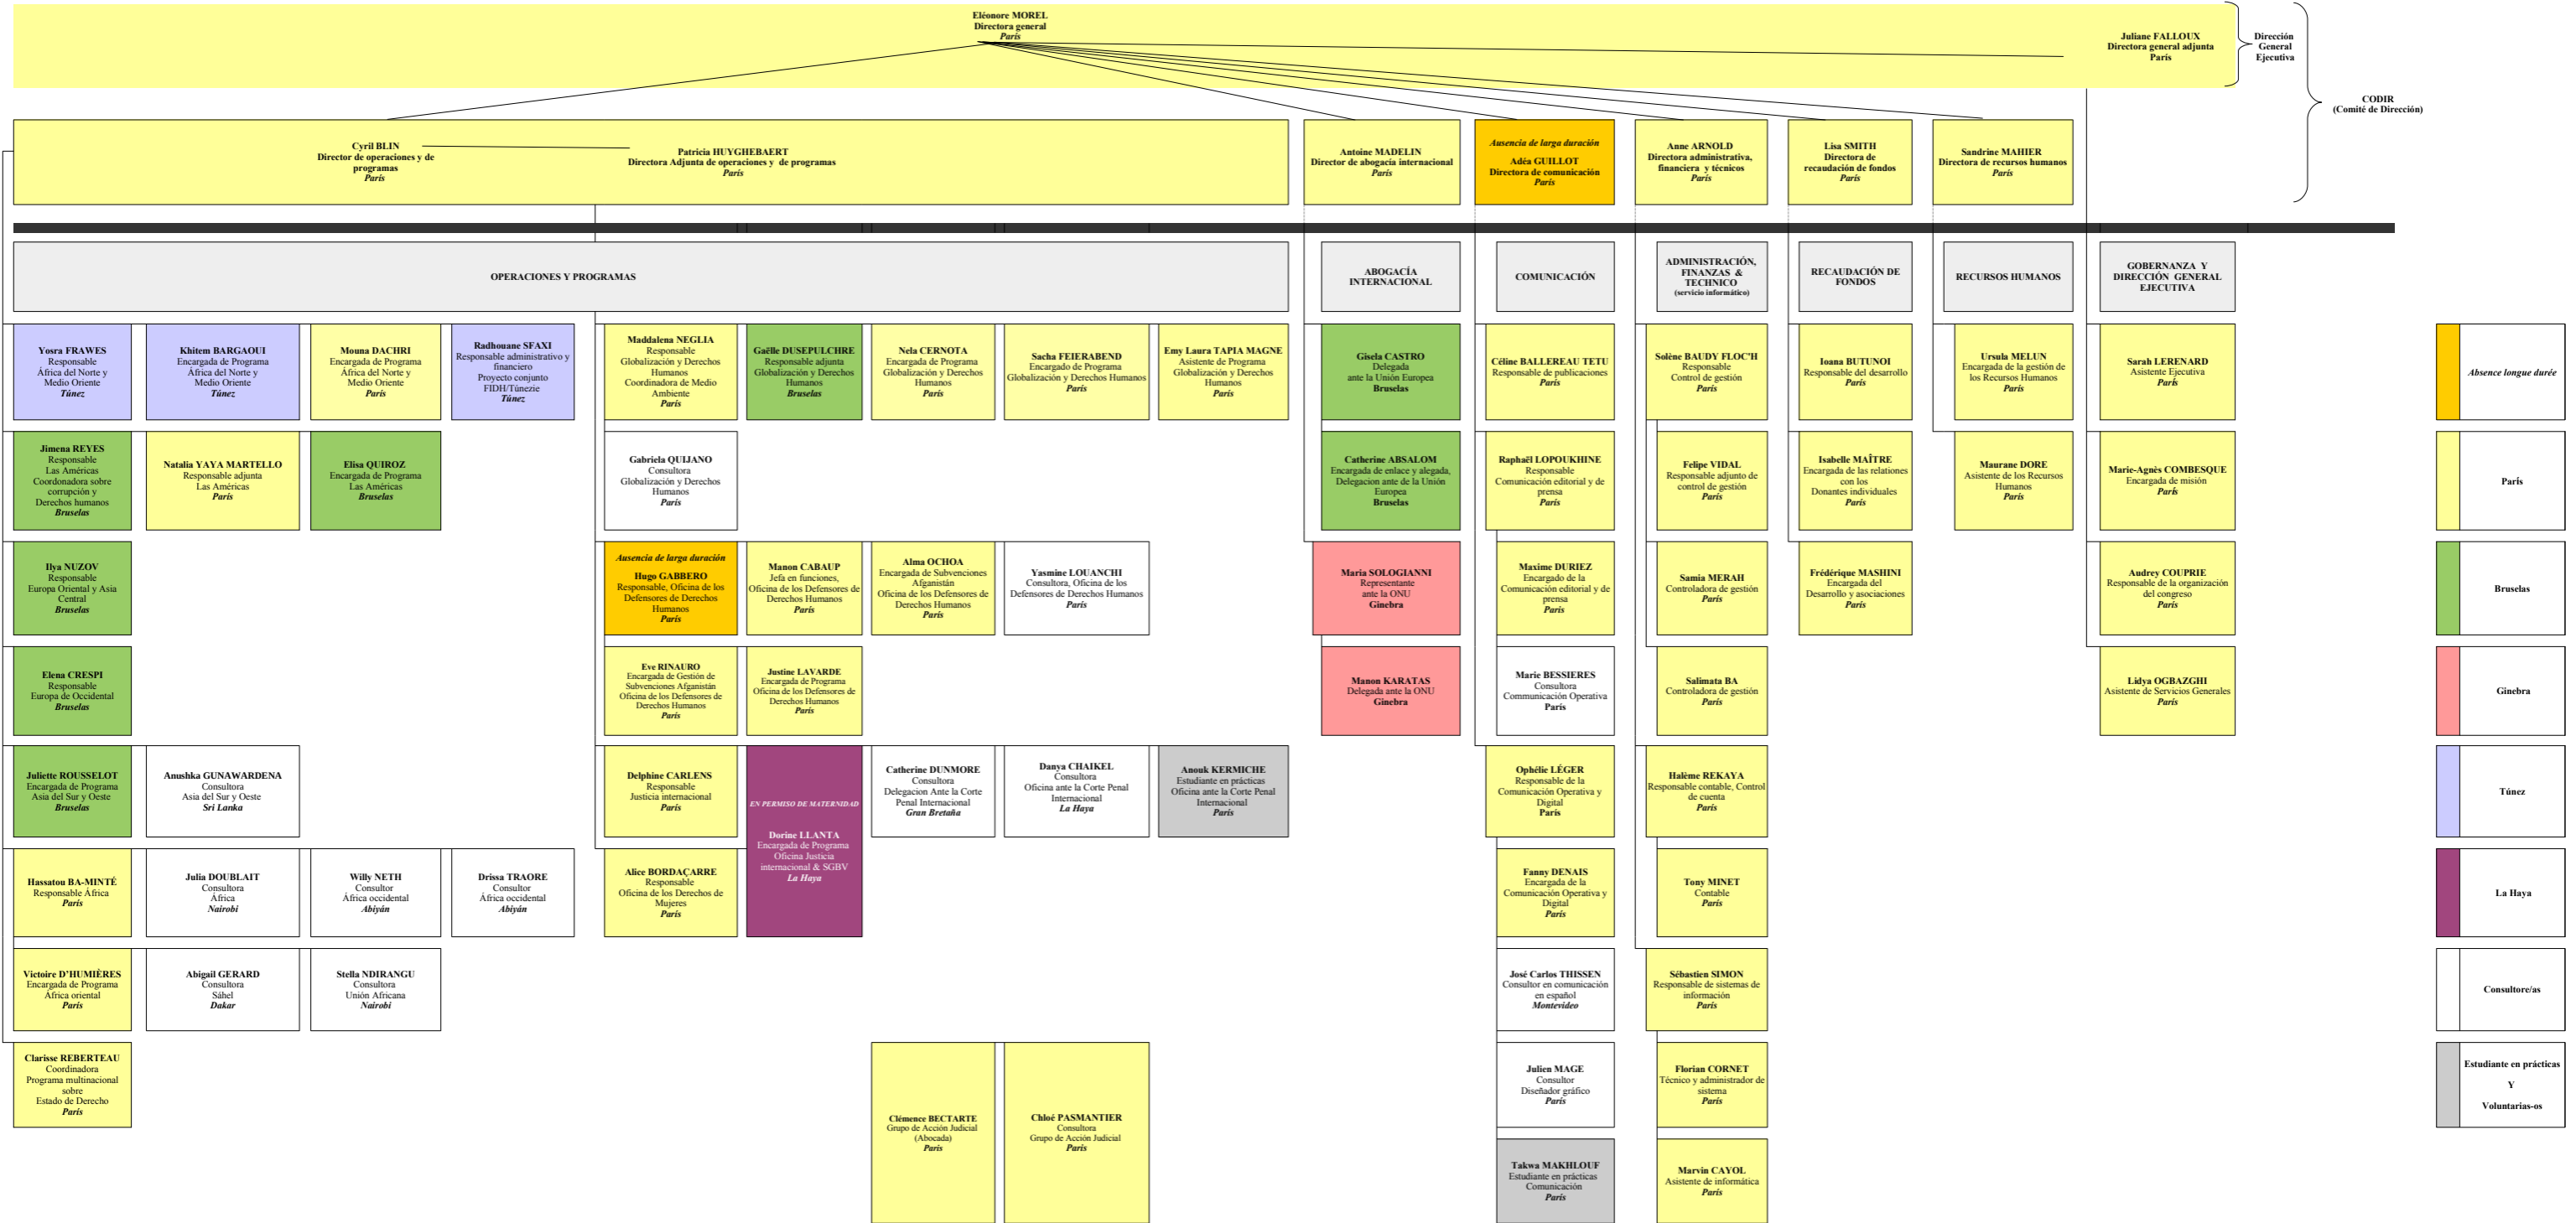 Eléonore MOREL
Directora general
París
Juliane FALLOUX
Directora general adjunta
París
Dirección
General
Ejecutiva
CODIR
(Comité de Dirección)
Cyril BLIN
Director de operaciones y de
programas
París
Patricia HUYGHEBAERT
Directora Adjunta de operaciones y de programas
París
Antoine MADELIN
Director de abogacía internacional
París
Ausencia de larga duración
Adéa GUILLOT
Directora de comunicación
París
Anne ARNOLD
Directora administrativa,
financiera y técnicos
París
Lisa SMITH
Directora de
recaudación de fondos
París
Sandrine MAHIER
Directora de recursos humanos
París
OPERACIONES Y PROGRAMAS
ABOGACÍA
INTERNACIONAL
COMUNICACIÓN
ADMINISTRACIÓN,
FINANZAS &
TECHNICO
(servicio informático)
RECAUDACIÓN DE
FONDOS
RECURSOS HUMANOS
GOBERNANZA Y
DIRECCIÓN GENERAL
EJECUTIVA
Yosra FRAWES
Responsable
África del Norte y
Medio Oriente
Túnez
Khitem BARGAOUI
Encargada de Programa
África del Norte y
Medio Oriente
Túnez
Mouna DACHRI
Encargada de Programa
África del Norte y
Medio Oriente
París
Radhouane SFAXI
Responsable administrativo y
financiero
Proyecto conjunto
FIDH/Túnezie
Túnez
Maddalena NEGLIA
Responsable
Globalización y Derechos
Humanos
Coordinadora de Medio
Ambiente
París
Gaëlle DUSEPULCHRE
Responsable adjunta
Globalización y Derechos
Humanos
Bruselas
Nela CERNOTA
Encargada de Programa
Globalización y Derechos
Humanos
París
Sacha FEIERABEND
Encargado de Programa
Globalización y Derechos Humanos
París
Emy Laura TAPIA MAGNE
Asistente de Programa
Globalización y Derechos
Humanos
París
Gisela CASTRO
Delegada
ante la Unión Europea
Bruselas
Céline BALLEREAU TETU
Responsable de publicaciones
París
Solène BAUDY FLOC'H
Responsable
Control de gestión
París
Ioana BUTUNOI
Responsable del desarrollo
París
Ursula MELUN
Encargada de la gestión de
los Recursos Humanos
París
Sarah LERENARD
Asistente Ejecutiva
París
Absence longue durée
Jimena REYES
Responsable
Las Américas
Coordonadora sobre
corrupción y
Derechos humanos
Bruselas
Natalia YAYA MARTELLO
Responsable adjunta
Las Américas
París
Elisa QUIROZ
Encargada de Programa
Las Américas
Bruselas
Gabriela QUIJANO
Consultora
Globalización y Derechos
Humanos
París
Catherine ABSALOM
Encargada de enlace y alegada,
Delegacion ante de la Unión
Europea
Bruselas
Raphaël LOPOUKHINE
Responsable
Comunicación editorial y de
prensa
París
Felipe VIDAL
Responsable adjunto de
control de gestión
París
Isabelle MAÎTRE
Encargada de las relationes
con los
Donantes individuales
París
Maurane DORE
Asistente de los Recursos
Humanos
París
Marie-Agnès COMBESQUE
Encargada de misión
París
París
Ilya NUZOV
Responsable
Europa Oriental y Asia
Central
Bruselas
Ausencia de larga duración
Hugo GABBERO
Responsable, Oficina de los
Defensores de Derechos
Humanos
París
Manon CABAUP
Jefa en funciones,
Oficina de los Defensores de
Derechos Humanos
París
Alma OCHOA
Encargada de Subvenciones
Afganistán
Oficina de los Defensores de
Derechos Humanos
París
Yasmine LOUANCHI
Consultora, Oficina de los
Defensores de Derechos Humanos
París
Maria SOLOGIANNI
Representante
ante la ONU
Ginebra
Maxime DURIEZ
Encargado de la
Comunicación editorial y de
prensa
París
Samia MERAH
Controladora de gestión
París
Frédérique MASHINI
Encargada del
Desarrollo y asociaciones
París
Audrey COUPRIE
Responsable de la organización
del congreso
París
Bruselas
Elena CRESPI
Responsable
Europa de Occidental
Bruselas
Eve RINAURO
Encargada de Gestión de
Subvenciones Afganistán
Oficina de los Defensores de
Derechos Humanos
París
Justine LAVARDE
Encargada de Programa
Oficina de los Defensores de
Derechos Humanos
París
Manon KARATAS
Delegada ante la ONU
Ginebra
Marie BESSIERES
Consultora
Communicación Operativa
París
Salimata BA
Controladora de gestión
París
Lidya OGBAZGHI
Asistente de Servicios Generales
París
Ginebra
Juliette ROUSSELOT
Encargada de Programa
Asia del Sur y Oeste
Bruselas
Anushka GUNAWARDENA
Consultora
Asia del Sur y Oeste
Sri Lanka
Delphine CARLENS
Responsable
Justicia internacional
París
EN PERMISO DE MATERNIDAD
Dorine LLANTA
Encargada de Programa
Oficina Justicia
internacional & SGBV
La Haya
Catherine DUNMORE
Consultora
Delegacion Ante la Corte
Penal Internacional
Gran Bretaña
Danya CHAIKEL
Consultora
Oficina ante la Corte Penal
Internacional
La Haya
Anouk KERMICHE
Estudiante en prácticas
Oficina ante la Corte Penal
Internacional
París
Ophélie LÉGER
Responsable de la
Comunicación Operativa y
Digital
París
Halème REKAYA
Responsable contable, Control
de cuenta
París
Túnez
Hassatou BA-MINTÉ
Responsable África
París
Julia DOUBLAIT
Consultora
África
Nairobi
Willy NETH
Consultor
África occidental
Abiyán
Drissa TRAORE
Consultor
África occidental
Abiyán
Alice BORDAÇARRE
Responsable
Oficina de los Derechos de
Mujeres
París
Fanny DENAIS
Encargada de la
Comunicación Operativa y
Digital
París
Tony MINET
Contable
París
La Haya
Victoire D'HUMIÈRES
Encargada de Programa
África oriental
París
Abigail GERARD
Consultora
Sáhel
Dakar
Stella NDIRANGU
Consultora
Unión Africana
Nairobi
José Carlos THISSEN
Consultor en comunicación
en español
Montevideo
Sébastien SIMON
Responsable de sistemas de
información
París
Consultore/as
Clarisse REBERTEAU
Coordinadora
Programa multinacional
sobre
Estado de Derecho
París
Clémence BECTARTE
Grupo de Acción Judicial
(Abocada)
París
Chloé PASMANTIER
Consultora
Grupo de Acción Judicial
París
Julien MAGE
Consultor
Diseñador gráfico
París
Florian CORNET
Técnico y administrador de
sistema
París
Estudiante en prácticas
Y
Voluntarias-os
Takwa MAKHLOUF
Estudiante en prácticas
Comunicación
París
Marvin CAYOL
Asistente de informática
París